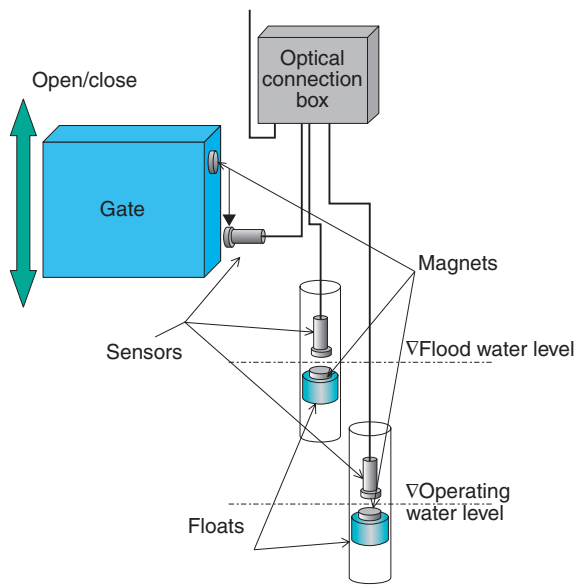 Optical
connection
box
Open/close
Gate
Magnets
Sensors
∇Flood water level
∇Operating
water level
Floats